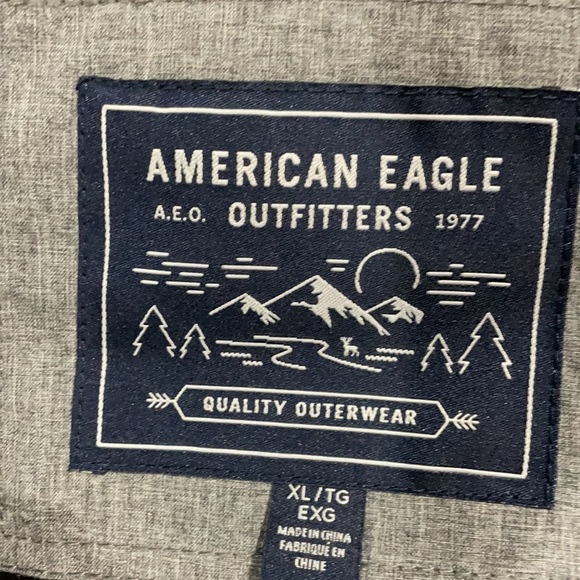 AMERICAN EAGLE
A.E.O. OUTFITTERS 1977
QUALITY OUTERWEAR
XL/TG
EXG
MADE IN CHINA
FABRIQUÉ EN
CHINE